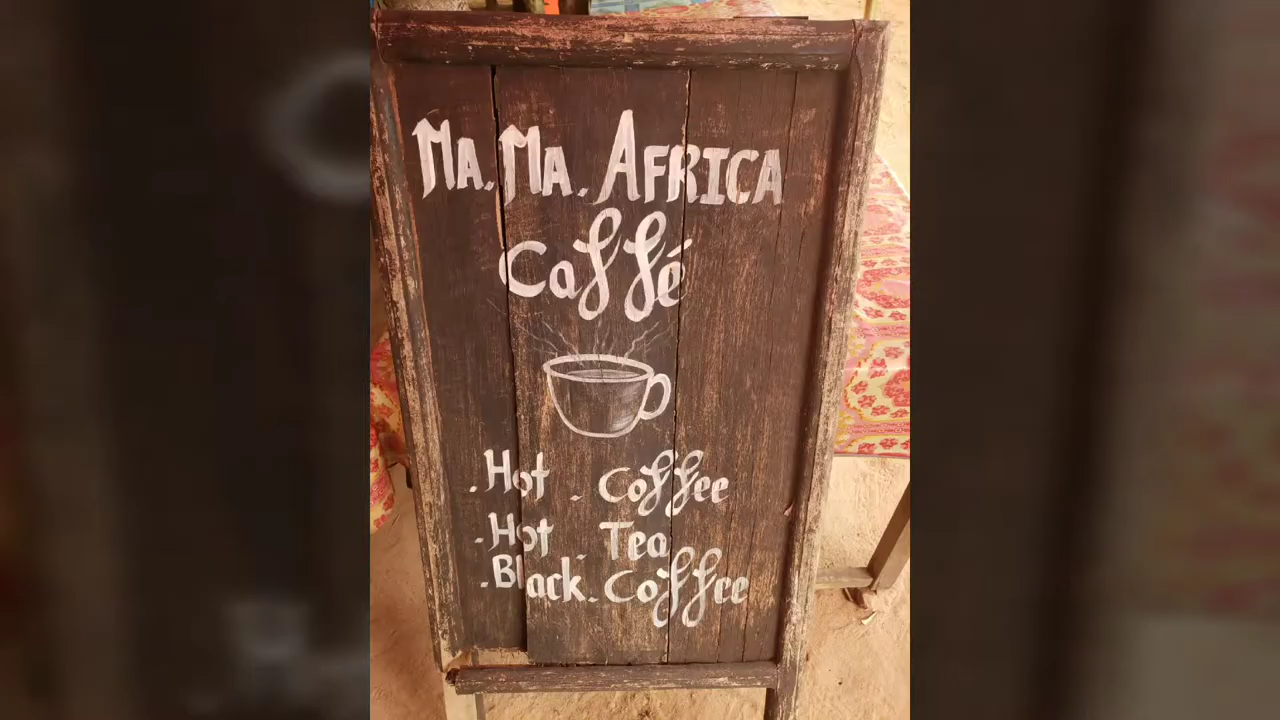 Ma.Ma. AFRICA
Caffé
.Hot . Coffee
.Hot . Tea
.Black. Coffee